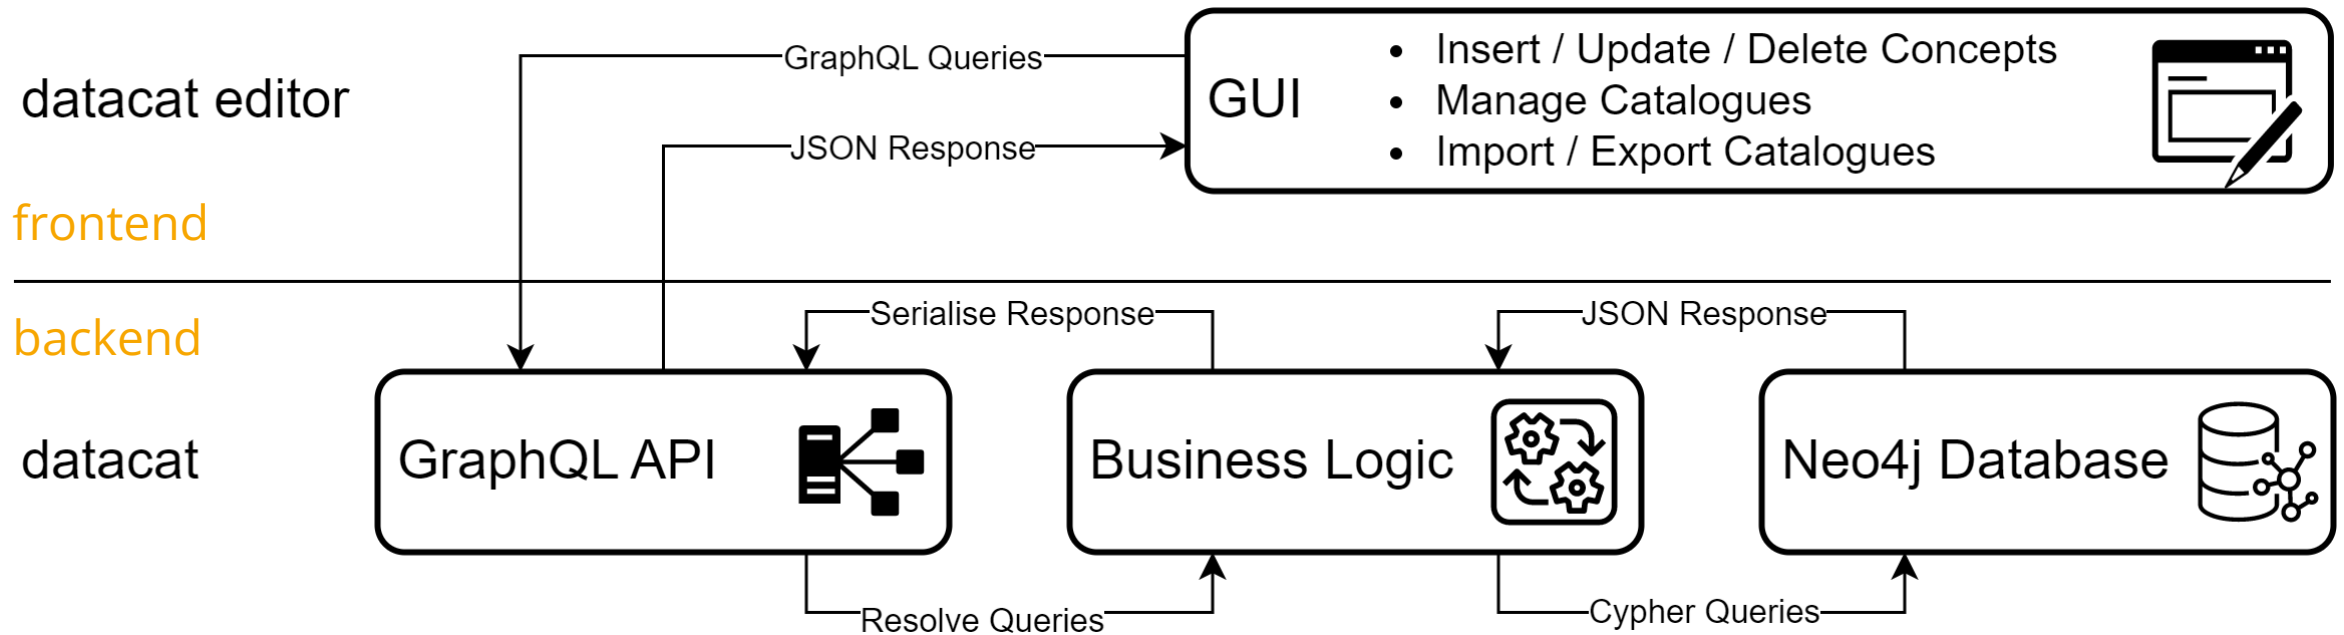 GraphQL Queries
datacat editor
JSON Response
GUI
• Insert / Update / Delete Concepts
• Manage Catalogues
• Import / Export Catalogues
frontend
backend
Serialise Response
JSON Response
datacat
GraphQL API
Business Logic
Neo4j Database
Resolve Queries
Cypher Queries